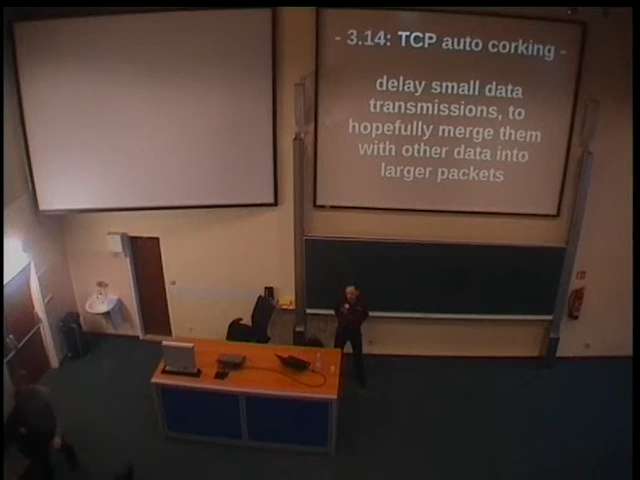 - 3.14: TCP auto corking -
delay small data
transmissions, to
hopefully merge them
with other data into
larger packets